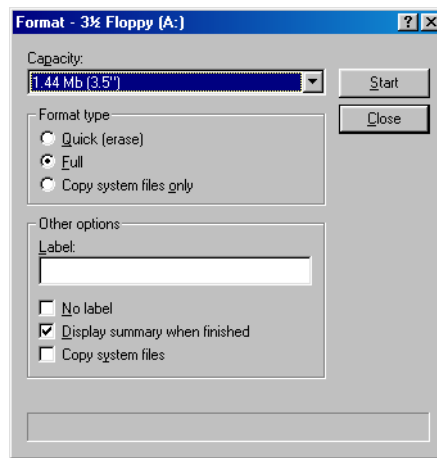 Format - 3½ Floppy (A:)
Capacity:
1.44 Mb (3.5")
Start
Format type
Close
Quick (erase)
Full
Copy system files only
Other options
Label:
No label
Display summary when finished
Copy system files